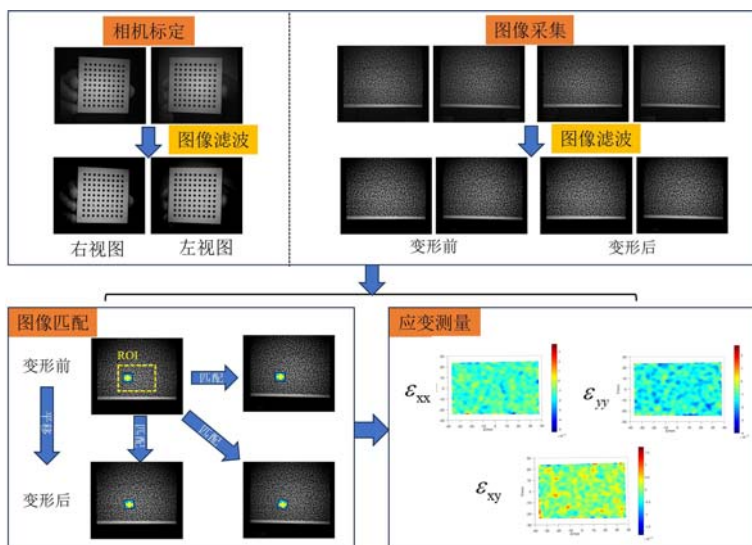 相机标定
图像采集
图像滤波
图像滤波
右视图
左视图
变形前
变形后
图像匹配
应变测量
变形前
ROI
匹配
平移
匹配
匹配
变形后
εxx
εyy
εxy